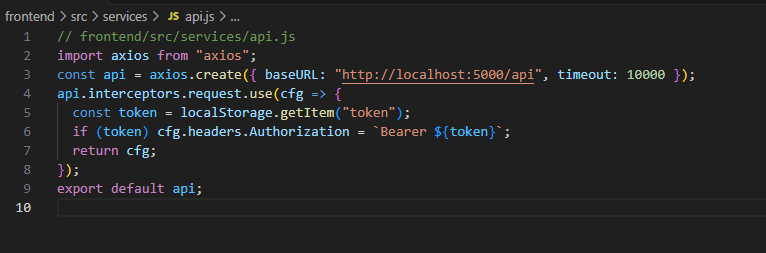 frontend > src > services > JS api.js > ...
1 // frontend/src/services/api.js
2 import axios from "axios";
3 const api = axios.create({ baseURL: "http://localhost:5000/api", timeout: 10000 });
4 api.interceptors.request.use(cfg => {
5   const token = localStorage.getItem("token");
6   if (token) cfg.headers.Authorization = `Bearer ${token}`;
7   return cfg;
8 });
9 export default api;
10